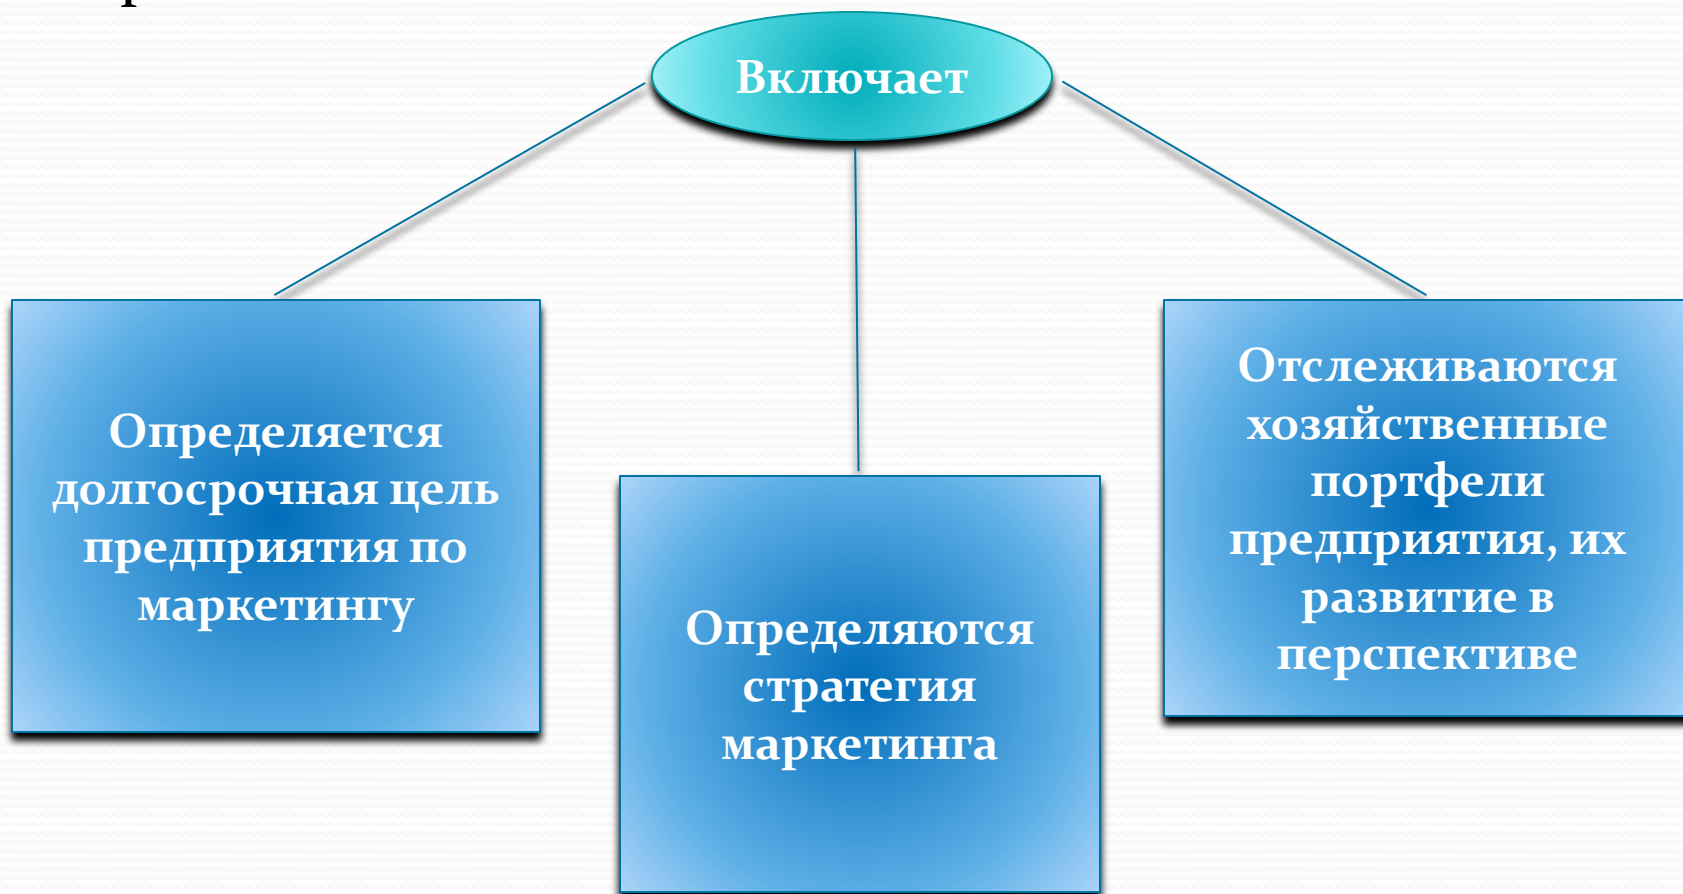 Включает
Определяется
долгосрочная цель
предприятия по
маркетингу
Определяются
стратегия
маркетинга
Отслеживаются
хозяйственные
портфели
предприятия, их
развитие в
перспективе